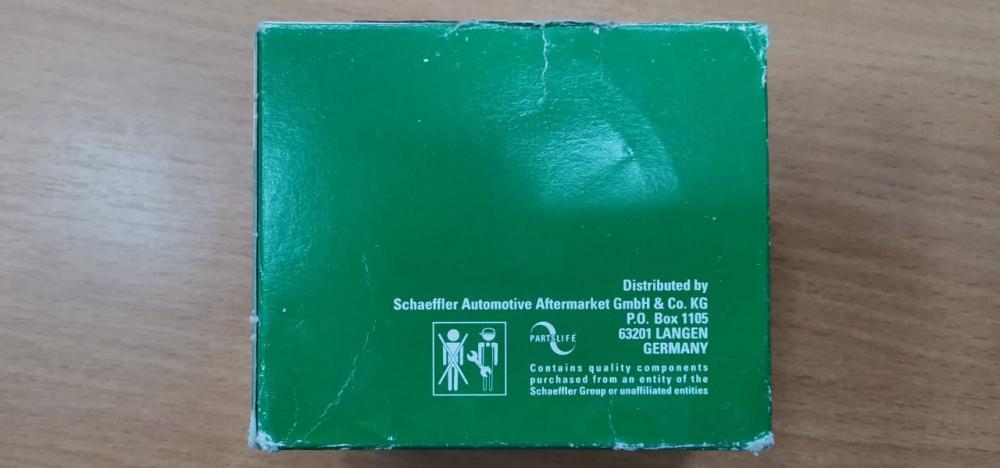 Distributed by
Schaeffler Automotive Aftermarket GmbH & Co. KG
P.O. Box 1105
63201 LANGEN
GERMANY
PARTSLIFE
Contains quality components
purchased from an entity of the
Schaeffler Group or unaffiliated entities